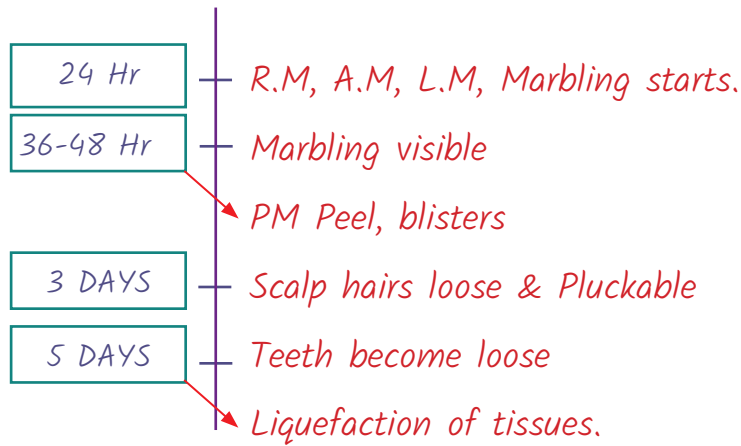 24 Hr R.M, A.M, L.M, Marbling starts.
36-48 Hr Marbling visible
PM Peel, blisters
3 DAYS Scalp hairs loose & Pluckable
5 DAYS Teeth become loose
Liquefaction of tissues.